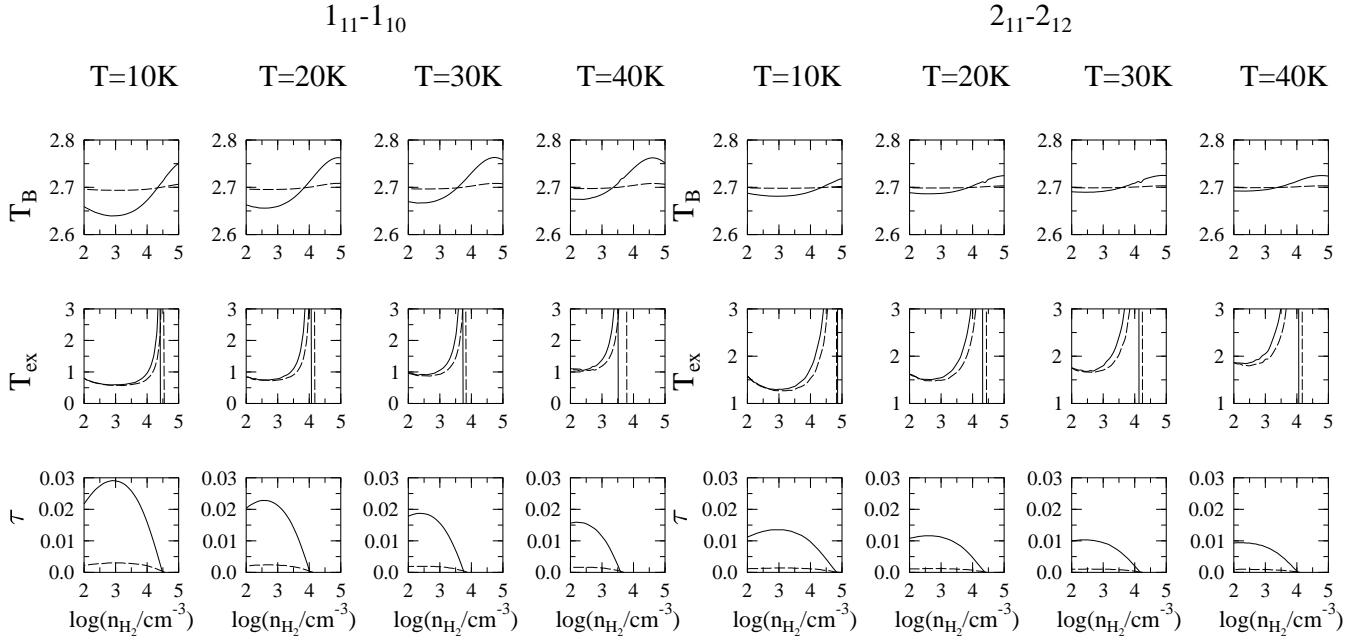 1₁₁-1₁₀ 2₁₁-2₁₂
T=10K T=20K T=30K T=40K T=10K T=20K T=30K T=40K
2.8 2.8 2.8 2.8 2.8 2.8 2.8 2.8
T_B 2.7 2.7 2.7 2.7 T_B 2.7 2.7 2.7 2.7
2.6 2.6 2.6 2.6 2.6 2.6 2.6 2.6
2 3 4 5 2 3 4 5 2 3 4 5 2 3 4 5 2 3 4 5 2 3 4 5 2 3 4 5 2 3 4 5
3 3 3 3 3 3 3 3
T_ex 2 2 2 2 T_ex 2 2 2 2
1 1 1 1
0 0 0 0 1 1 1 1
2 3 4 5 2 3 4 5 2 3 4 5 2 3 4 5 2 3 4 5 2 3 4 5 2 3 4 5 2 3 4 5
0.03 0.03 0.03 0.03 0.03 0.03 0.03 0.03
τ 0.02 0.02 0.02 0.02 τ 0.02 0.02 0.02 0.02
0.01 0.01 0.01 0.01 0.01 0.01 0.01 0.01
0.0 0.0 0.0 0.0 0.0 0.0 0.0 0.0
2 3 4 5 2 3 4 5 2 3 4 5 2 3 4 5 2 3 4 5 2 3 4 5 2 3 4 5 2 3 4 5
log(n_H₂/cm⁻³) log(n_H₂/cm⁻³) log(n_H₂/cm⁻³) log(n_H₂/cm⁻³) log(n_H₂/cm⁻³) log(n_H₂/cm⁻³) log(n_H₂/cm⁻³) log(n_H₂/cm⁻³)